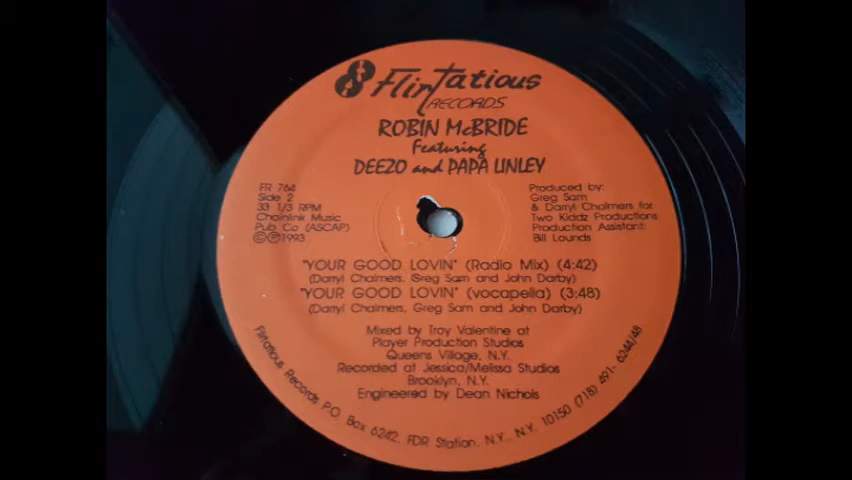 Flirtatious
RECORDS
ROBIN McBRIDE
Featuring
DEEZO and PAPA LINLEY
FR 764
Side 2
33 1/3 RPM
Chainlink Music
Pub. Co (ASCAP)
©℗1993
Produced by:
Greg Sam
& Darryl Chalmers for
Two Kiddz Productions
Production Assistant:
Bill Lounds
"YOUR GOOD LOVIN" (Radio Mix) (4:42)
(Darryl Chalmers, Greg Sam and John Darby)
"YOUR GOOD LOVIN" (vocapella) (3:48)
(Darryl Chalmers, Greg Sam and John Darby)
Mixed by Troy Valentine at
Player Production Studios
Queens Village, N.Y.
Recorded at Jessica/Melissa Studios
Brooklyn, N.Y.
Engineered by Dean Nichols
Flirtatious Records P.O. Box 6242, FDR Station, N.Y., N.Y. 10150 (718) 491-6244/48